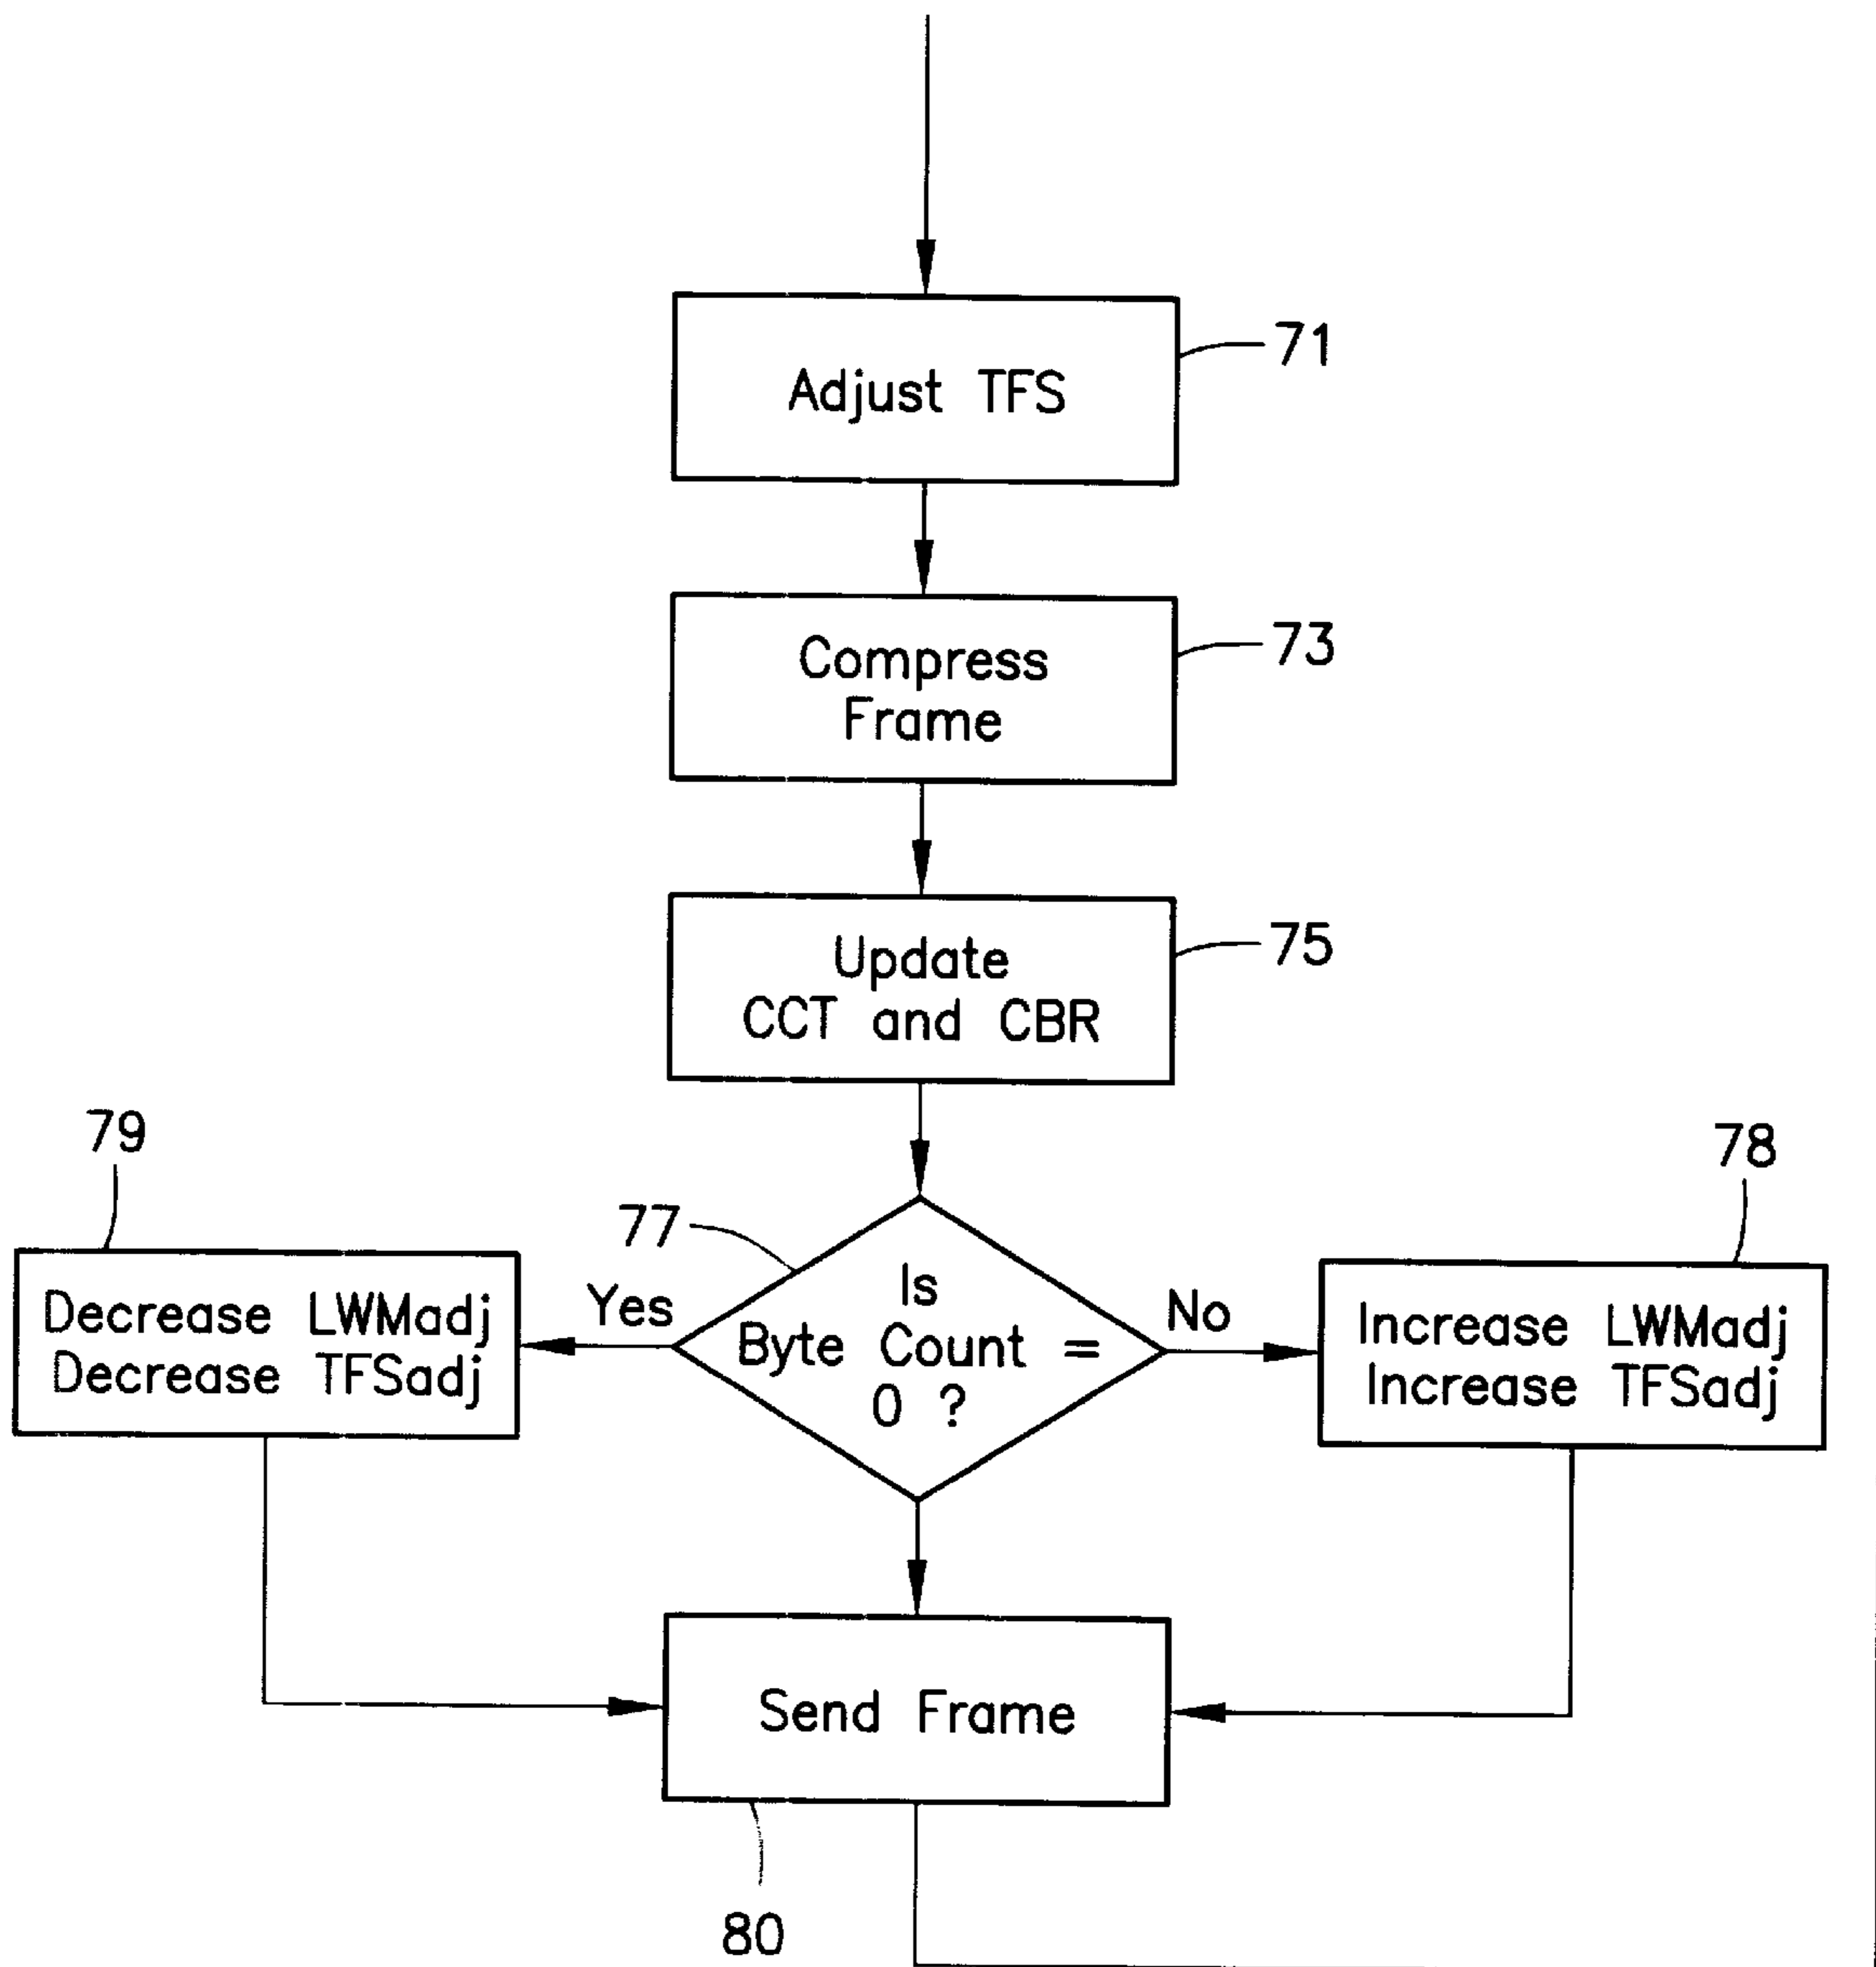 Adjust TFS
71
Compress
Frame
73
Update
CCT and CBR
75
79
78
77
Decrease LWMadj
Decrease TFSadj
Yes
Is
Byte Count =
0 ?
No
Increase LWMadj
Increase TFSadj
Send Frame
80